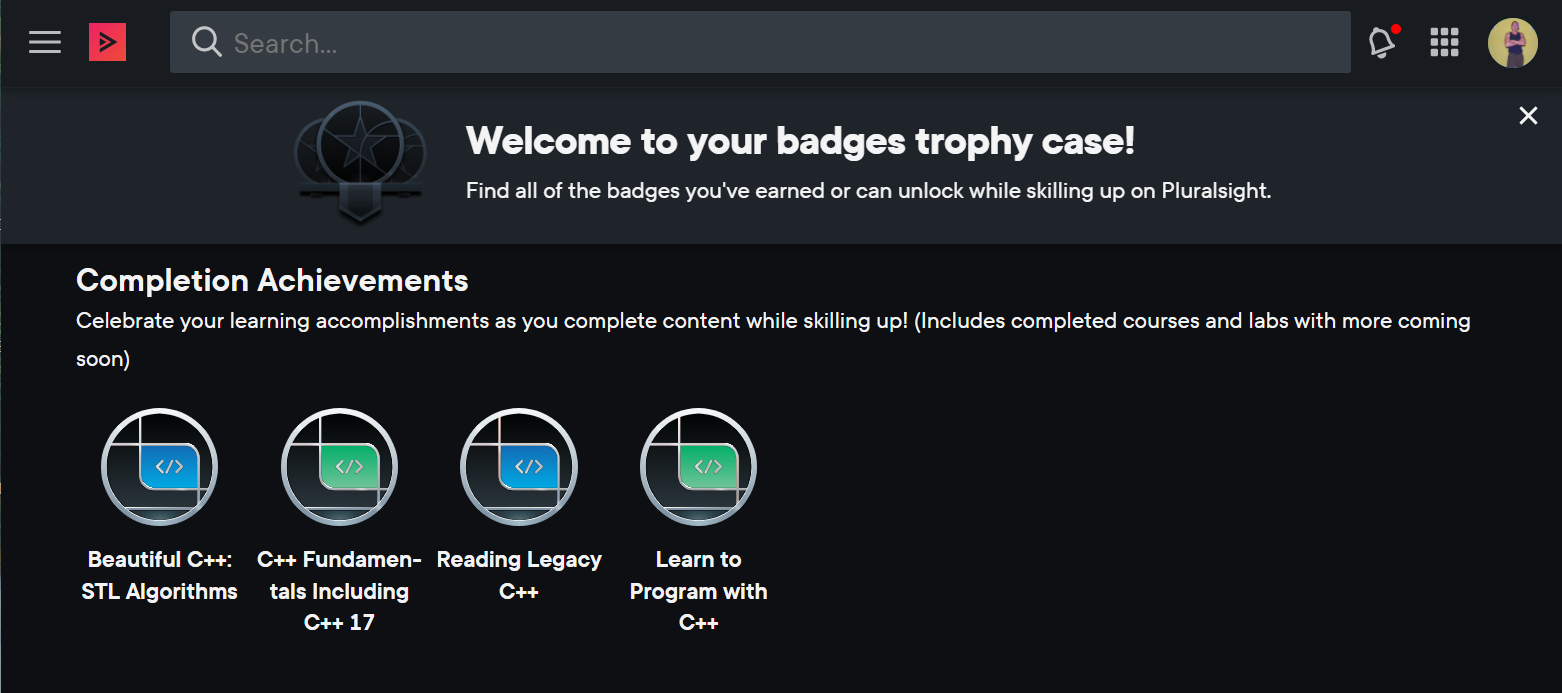 Search...
Welcome to your badges trophy case!
Find all of the badges you've earned or can unlock while skilling up on Pluralsight.
Completion Achievements
Celebrate your learning accomplishments as you complete content while skilling up! (Includes completed courses and labs with more coming
soon)
</>
</>
</>
</>
Beautiful C++:
STL Algorithms
C++ Fundamen-
tals Including
C++ 17
Reading Legacy
C++
Learn to
Program with
C++